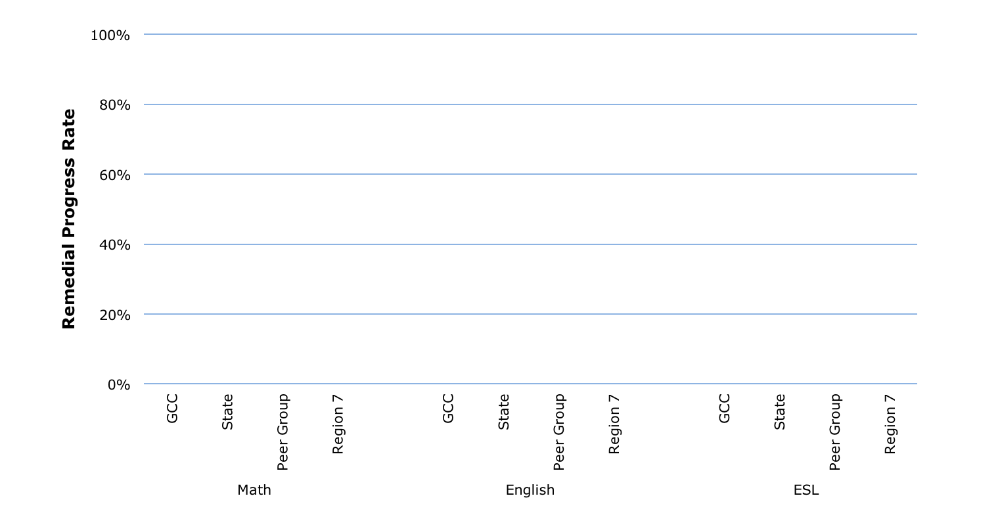 100%
80%
60%
40%
20%
0%
Remedial Progress Rate
GCC
State
Peer Group
Region 7
GCC
State
Peer Group
Region 7
GCC
State
Peer Group
Region 7
Math
English
ESL